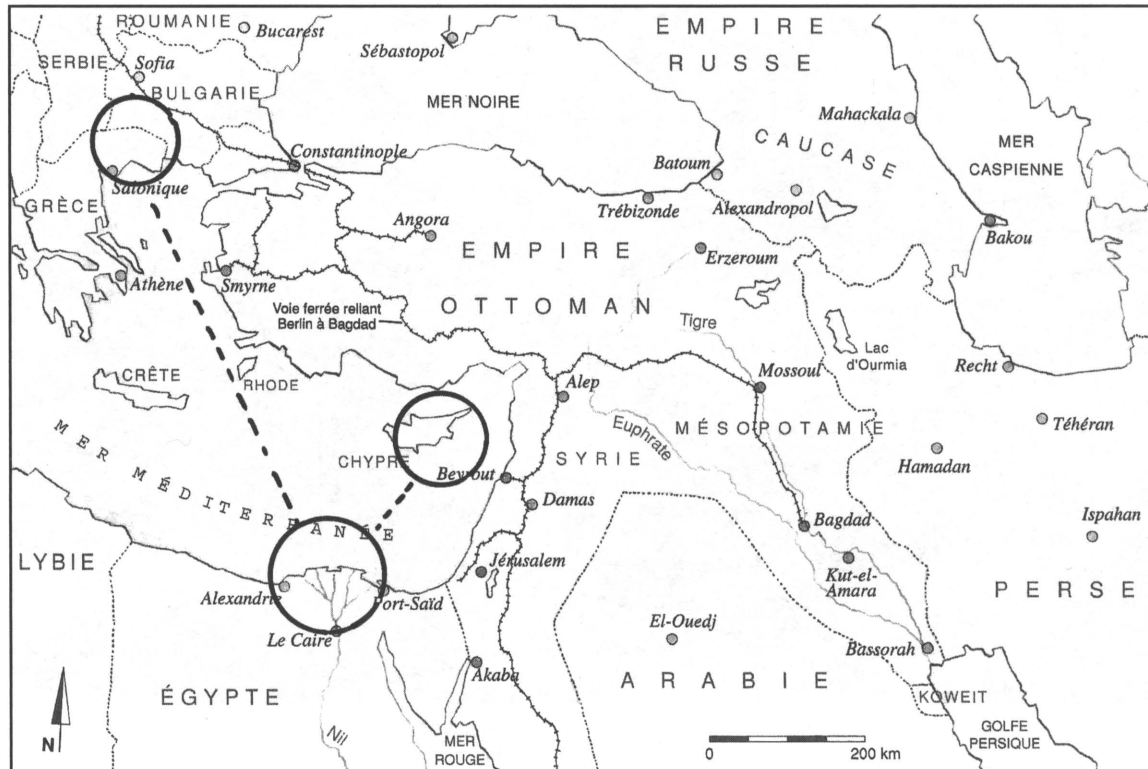 ROUMANIE
Bucarest
Sébastopol
EMPIRE
RUSSE
SERBIE
Sofia
BULGARIE
MER NOIRE
Mahackala
CAUCASE
MER
CASPIENNE
Constantinople
Batoum
Salonique
Trébizonde
Alexandropol
GRÈCE
Angora
EMPIRE
Erzeroum
Bakou
Athène
Smyrne
OTTOMAN
Voie ferrée reliant
Berlin à Bagdad
Tigre
Lac
d'Ourmia
Recht
CRÊTE
RHODE
Alep
Mossoul
Téhéran
MER MÉDITERRANÉE
Euphrate
MÉSOPOTAMIE
Hamadan
CHYPRE
SYRIE
Beyrout
Damas
Bagdad
Ispahan
LYBIE
Jérusalem
Kut-el-
Amara
Alexandrie
Port-Saïd
PERSE
Le Caire
El-Ouedj
Bassorah
Akaba
ARABIE
ÉGYPTE
KOWEIT
Nil
MER
ROUGE
GOLFE
PERSIQUE
N
0 200 km